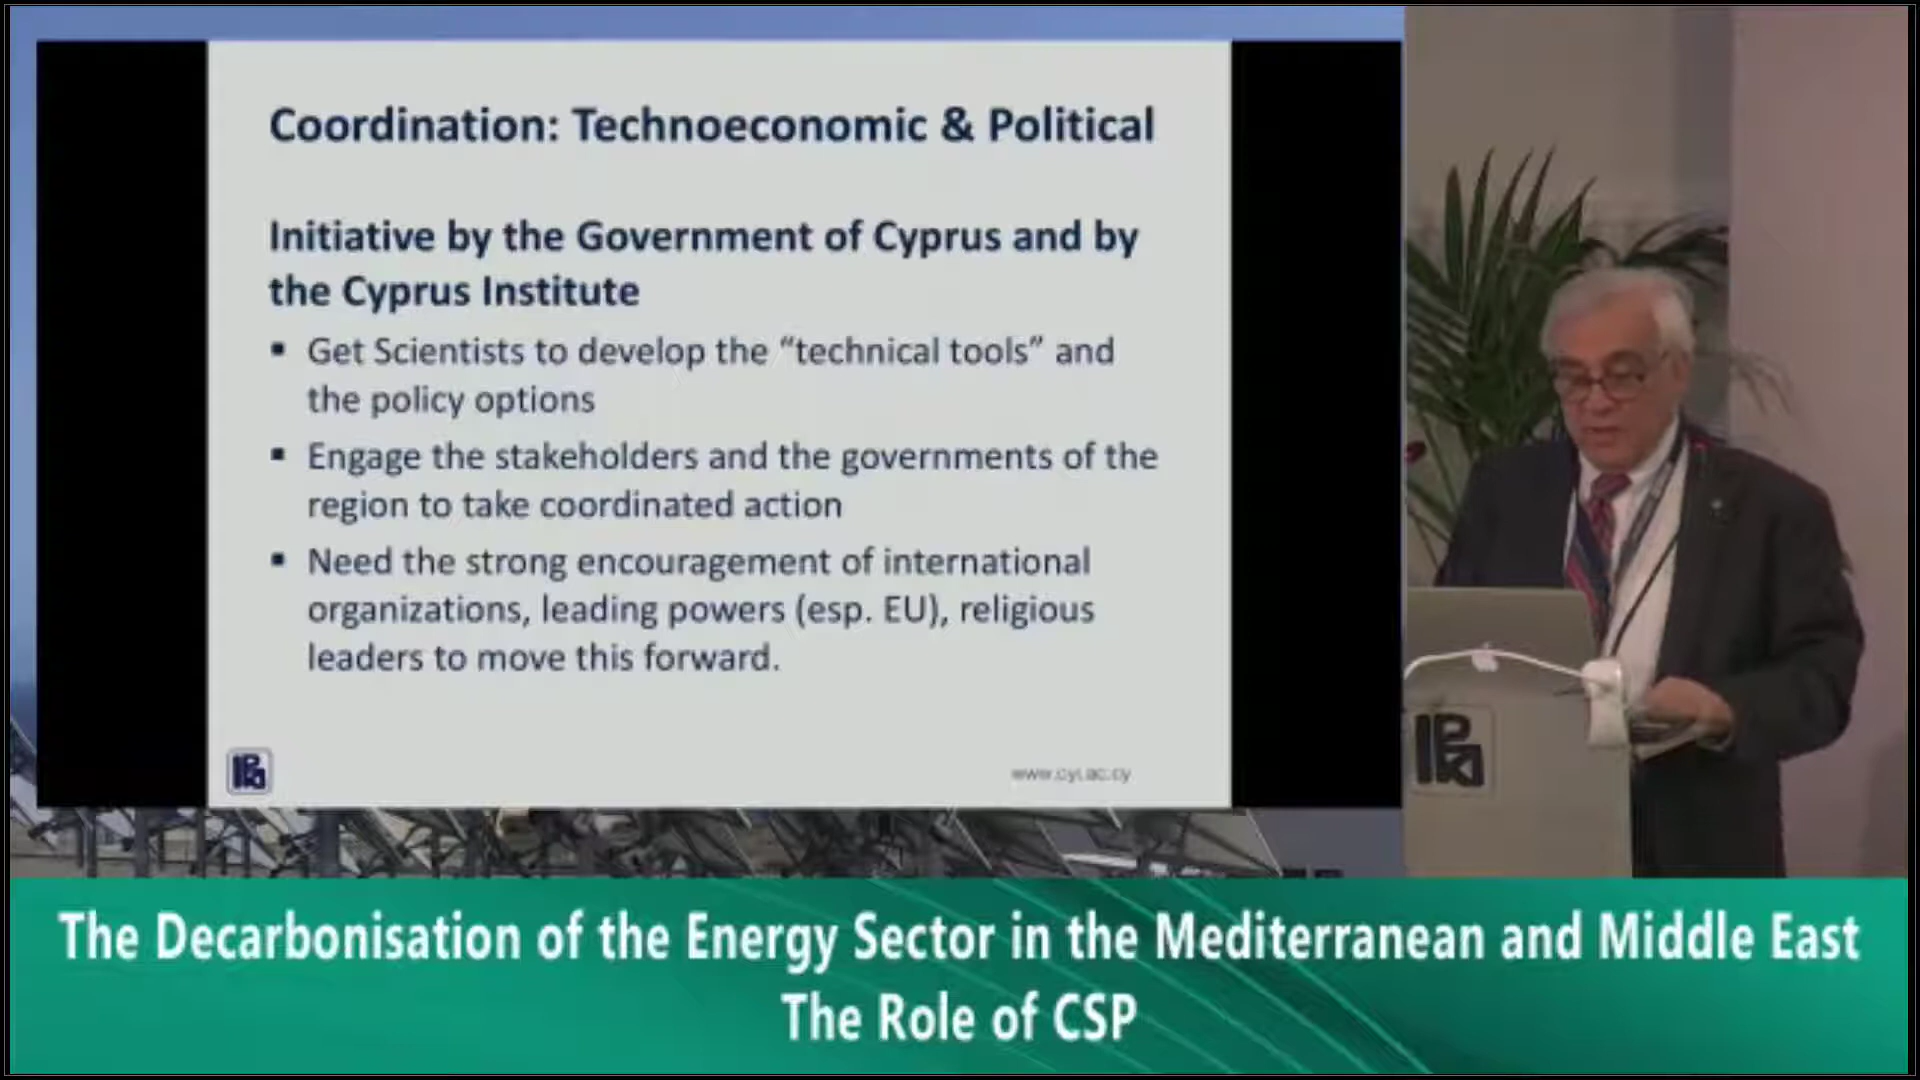 Coordination: Technoeconomic & Political
Initiative by the Government of Cyprus and by
the Cyprus Institute
▪ Get Scientists to develop the “technical tools” and
the policy options
▪ Engage the stakeholders and the governments of the
region to take coordinated action
▪ Need the strong encouragement of international
organizations, leading powers (esp. EU), religious
leaders to move this forward.
www.cyi.ac.cy
The Decarbonisation of the Energy Sector in the Mediterranean and Middle East
The Role of CSP